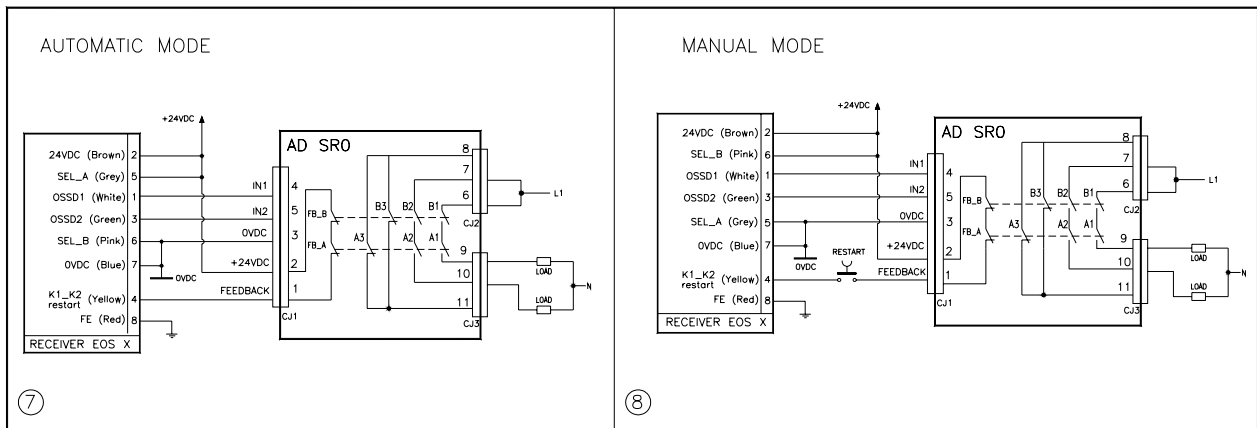 AUTOMATIC MODE
+24VDC
24VDC (Brown) 2
SEL_A (Grey) 5
OSSD1 (White) 1
OSSD2 (Green) 3
SEL_B (Pink) 6
0VDC (Blue) 7
K1_K2 (Yellow) 4
restart
FE (Red) 8
RECEIVER EOS X
0VDC
IN1
IN2
0VDC
+24VDC
FEEDBACK
AD SR0
4
5
3
2
1
CJ1
FB_B
FB_A
B3
B2
B1
A3
A2
A1
8
7
6
CJ2
9
10
11
CJ3
L1
LOAD
LOAD
N
7
MANUAL MODE
+24VDC
24VDC (Brown) 2
SEL_B (Pink) 6
OSSD1 (White) 1
OSSD2 (Green) 3
SEL_A (Grey) 5
0VDC (Blue) 7
K1_K2 (Yellow) 4
restart
FE (Red) 8
RECEIVER EOS X
0VDC
RESTART
IN1
IN2
0VDC
+24VDC
FEEDBACK
AD SR0
4
5
3
2
1
CJ1
FB_B
FB_A
B3
B2
B1
A3
A2
A1
8
7
6
CJ2
9
10
11
CJ3
L1
LOAD
LOAD
N
8